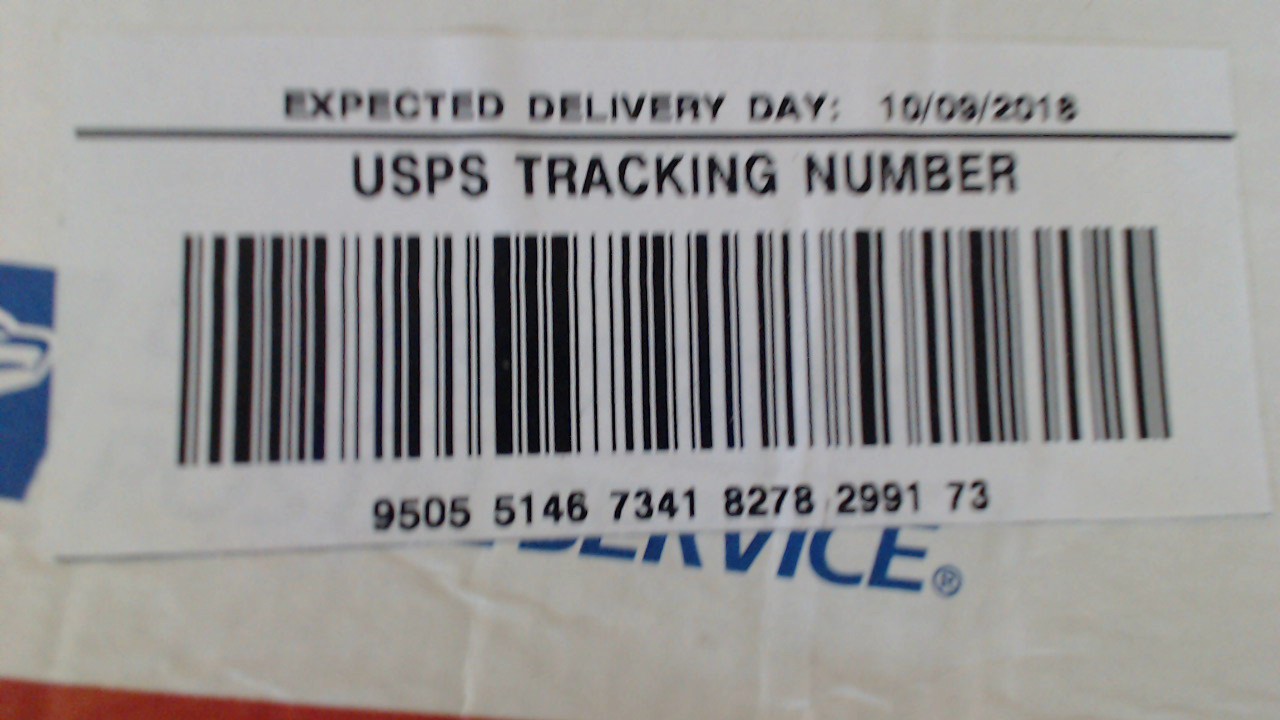 EXPECTED DELIVERY DAY: 10/09/2018
USPS TRACKING NUMBER
9505 5146 7341 8278 2991 73
SERVICE®